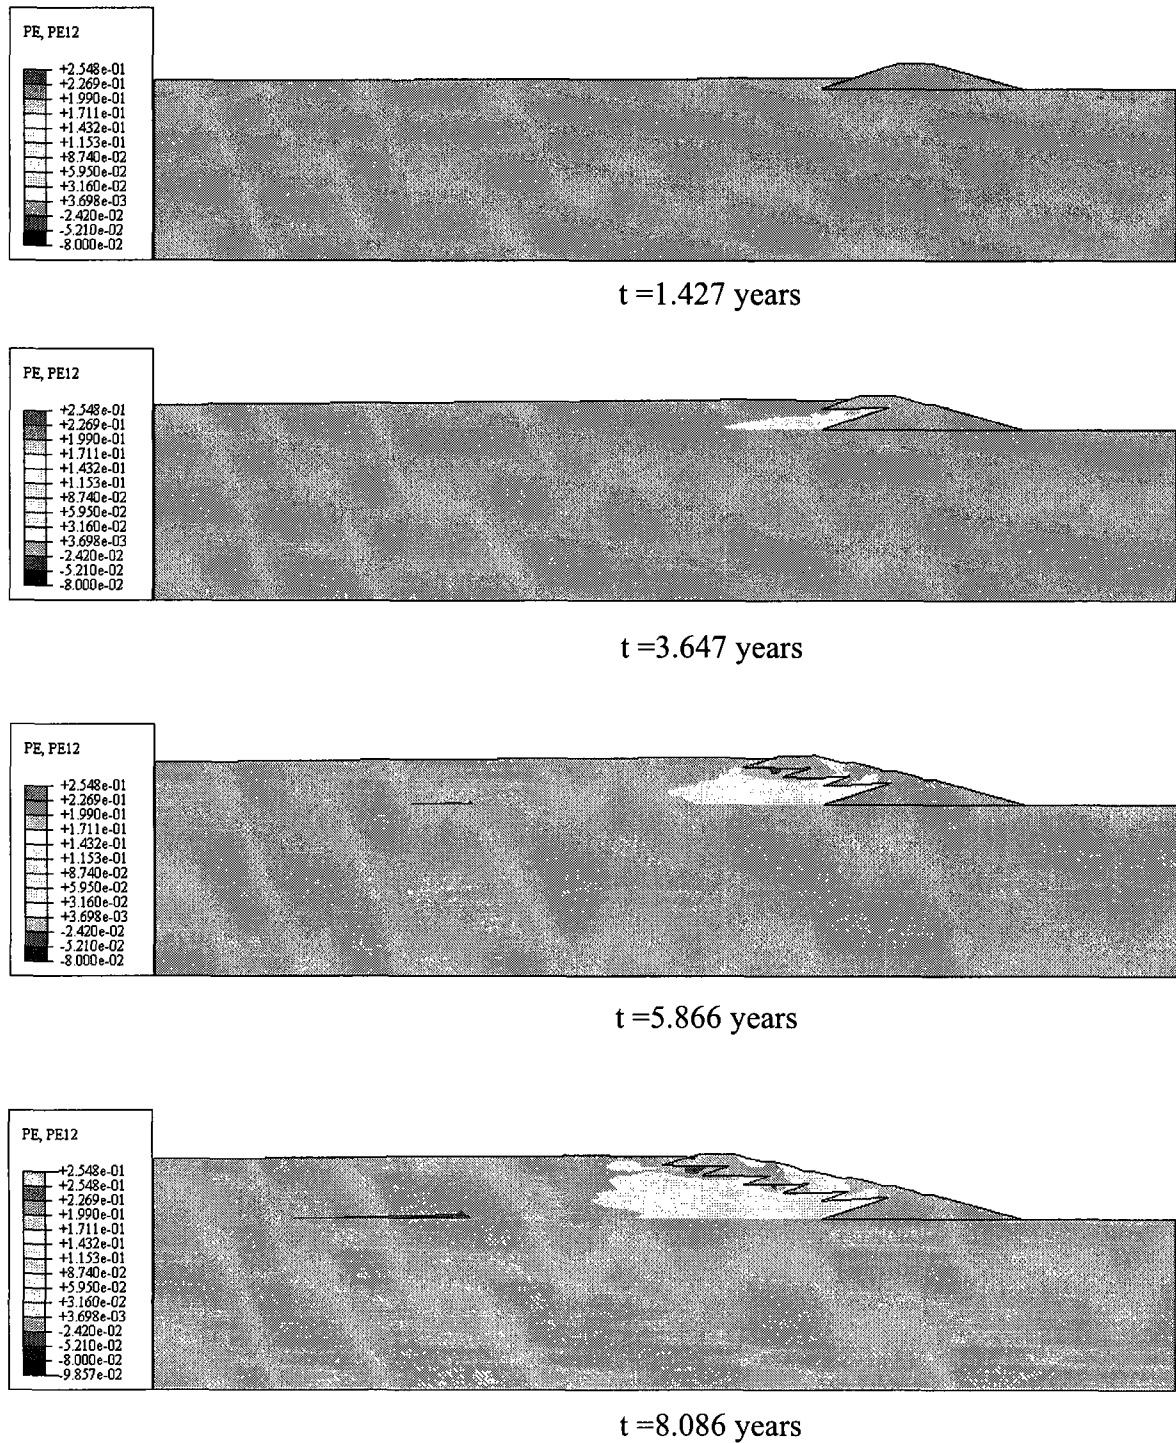 PE, PE12
+2.548e-01
+2.269e-01
+1.990e-01
+1.711e-01
+1.432e-01
+1.153e-01
+8.740e-02
+5.950e-02
+3.160e-02
+3.698e-03
-2.420e-02
-5.210e-02
-8.000e-02
t =1.427 years
PE, PE12
+2.548e-01
+2.269e-01
+1.990e-01
+1.711e-01
+1.432e-01
+1.153e-01
+8.740e-02
+5.950e-02
+3.160e-02
+3.698e-03
-2.420e-02
-5.210e-02
-8.000e-02
t =3.647 years
PE, PE12
+2.548e-01
+2.269e-01
+1.990e-01
+1.711e-01
+1.432e-01
+1.153e-01
+8.740e-02
+5.950e-02
+3.160e-02
+3.698e-03
-2.420e-02
-5.210e-02
-8.000e-02
t =5.866 years
PE, PE12
+2.548e-01
+2.548e-01
+2.269e-01
+1.990e-01
+1.711e-01
+1.432e-01
+1.153e-01
+8.740e-02
+5.950e-02
+3.160e-02
+3.698e-03
-2.420e-02
-5.210e-02
-8.000e-02
-9.857e-02
t =8.086 years